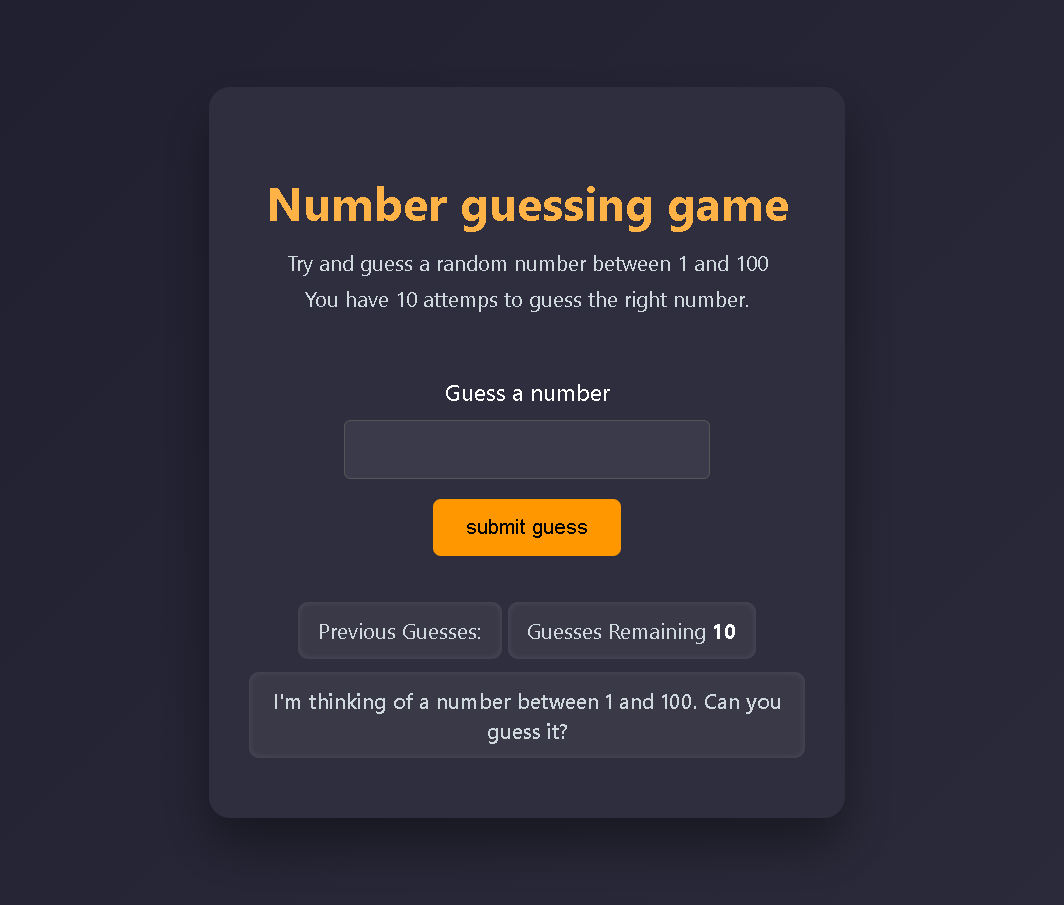 Number guessing game
Try and guess a random number between 1 and 100
You have 10 attemps to guess the right number.
Guess a number
submit guess
Previous Guesses:
Guesses Remaining 10
I'm thinking of a number between 1 and 100. Can you
guess it?